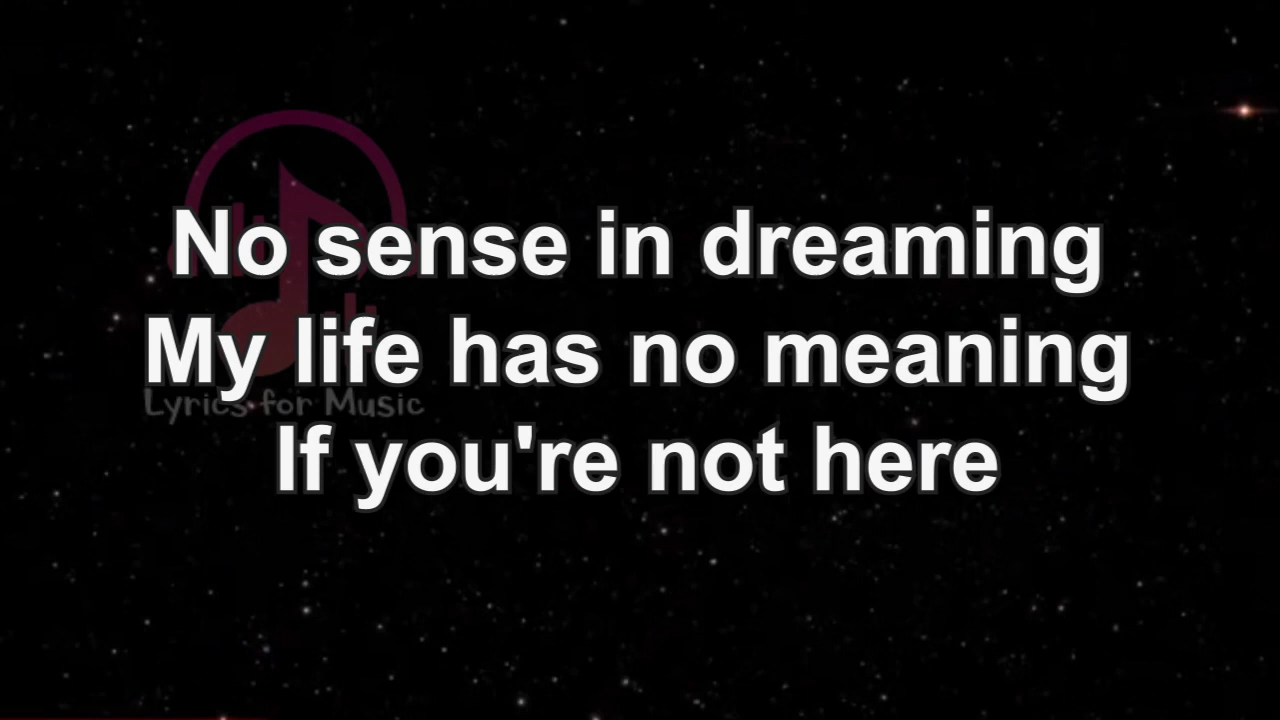 No sense in dreaming
My life has no meaning
Lyrics for Music
If you're not here